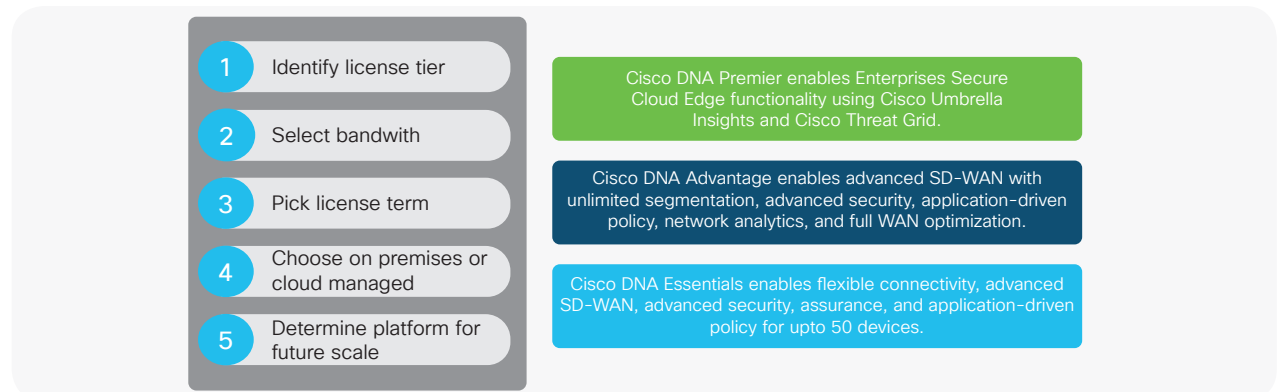 1
Identify license tier
2
Select bandwith
3
Pick license term
4
Choose on premises or
cloud managed
5
Determine platform for
future scale
Cisco DNA Premier enables Enterprises Secure
Cloud Edge functionality using Cisco Umbrella
Insights and Cisco Threat Grid.
Cisco DNA Advantage enables advanced SD-WAN with
unlimited segmentation, advanced security, application-driven
policy, network analytics, and full WAN optimization.
Cisco DNA Essentials enables flexible connectivity, advanced
SD-WAN, advanced security, assurance, and application-driven
policy for upto 50 devices.